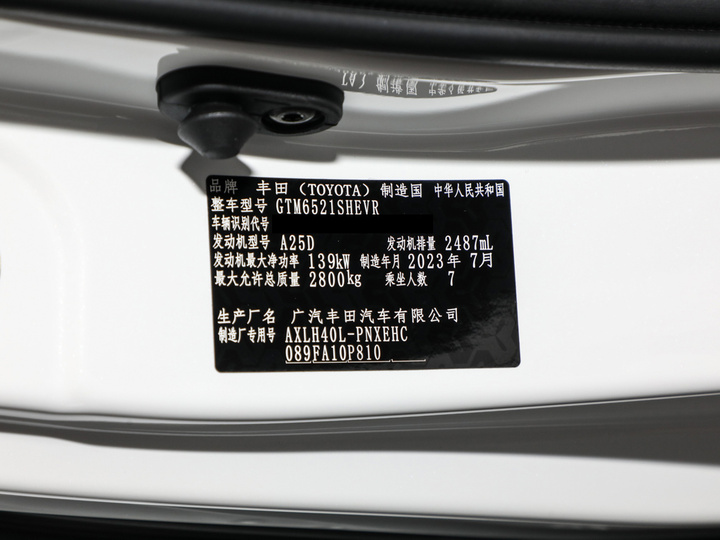 品牌 丰田（TOYOTA）制造国 中华人民共和国
整车型号 GTM6521SHEVR
车辆识别代号
发动机型号 A25D 发动机排量 2487mL
发动机最大净功率 139kW 制造年月 2023年 7月
最大允许总质量 2800kg 乘坐人数 7
生产厂名 广汽丰田汽车有限公司
制造厂专用号 AXLH40L-PNXEHC
089FA10P810